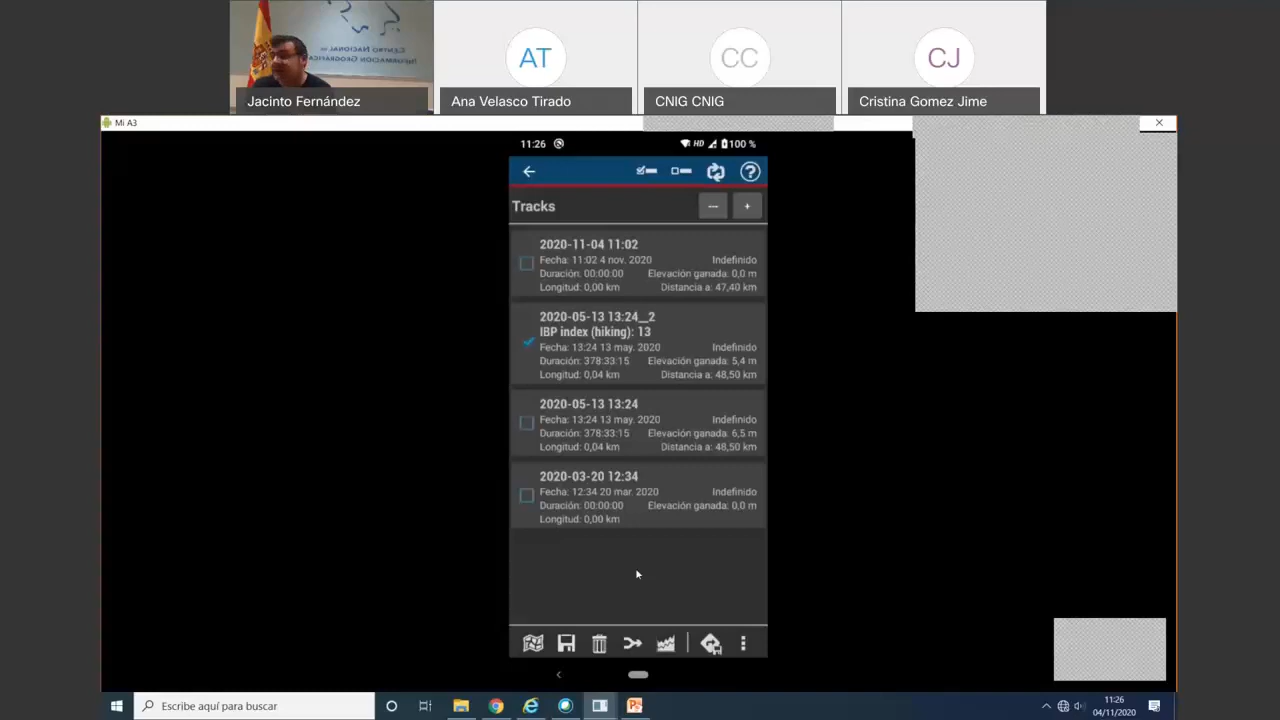 CENTRO NACIONAL DE
INFORMACIÓN GEOGRÁFICA
AT
CC
CJ
Jacinto Fernández
Ana Velasco Tirado
CNIG CNIG
Cristina Gomez Jime
Mi A3
11:26
HD
100 %
Tracks
2020-11-04 11:02
Fecha: 11:02 4 nov. 2020 Indefinido
Duración: 00:00:00 Elevación ganada: 0,0 m
Longitud: 0,00 km Distancia a: 47,40 km
2020-05-13 13:24__2
IBP index (hiking): 13
Fecha: 13:24 13 may. 2020 Indefinido
Duración: 378:33:15 Elevación ganada: 5,4 m
Longitud: 0,04 km Distancia a: 48,50 km
2020-05-13 13:24
Fecha: 13:24 13 may. 2020 Indefinido
Duración: 378:33:15 Elevación ganada: 6,5 m
Longitud: 0,04 km Distancia a: 48,50 km
2020-03-20 12:34
Fecha: 12:34 20 mar. 2020 Indefinido
Duración: 00:00:00 Elevación ganada: 0,0 m
Longitud: 0,00 km
Escribe aquí para buscar
11:26
04/11/2020